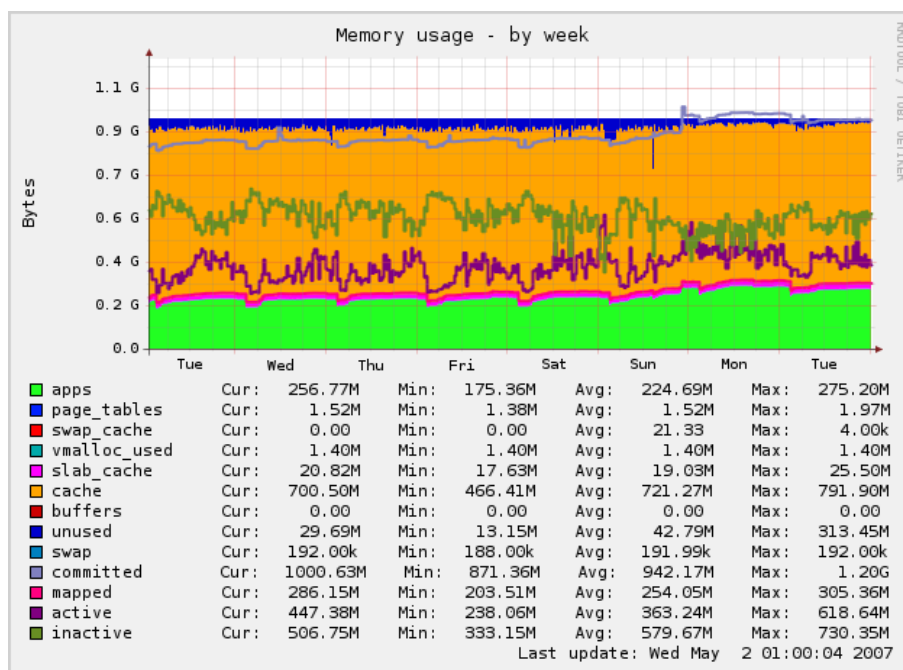 Memory usage - by week
RRDTOOL / TOBI OETIKER
Bytes
1.1 G
0.9 G
0.7 G
0.6 G
0.4 G
0.2 G
0.0
Tue Wed Thu Fri Sat Sun Mon Tue
apps Cur: 256.77M Min: 175.36M Avg: 224.69M Max: 275.20M
page_tables Cur: 1.52M Min: 1.38M Avg: 1.52M Max: 1.97M
swap_cache Cur: 0.00 Min: 0.00 Avg: 21.33 Max: 4.00k
vmalloc_used Cur: 1.40M Min: 1.40M Avg: 1.40M Max: 1.40M
slab_cache Cur: 20.82M Min: 17.63M Avg: 19.03M Max: 25.50M
cache Cur: 700.50M Min: 466.41M Avg: 721.27M Max: 791.90M
buffers Cur: 0.00 Min: 0.00 Avg: 0.00 Max: 0.00
unused Cur: 29.69M Min: 13.15M Avg: 42.79M Max: 313.45M
swap Cur: 192.00k Min: 188.00k Avg: 191.99k Max: 192.00k
committed Cur: 1000.63M Min: 871.36M Avg: 942.17M Max: 1.20G
mapped Cur: 286.15M Min: 203.51M Avg: 254.05M Max: 305.36M
active Cur: 447.38M Min: 238.06M Avg: 363.24M Max: 618.64M
inactive Cur: 506.75M Min: 333.15M Avg: 579.67M Max: 730.35M
Last update: Wed May 2 01:00:04 2007